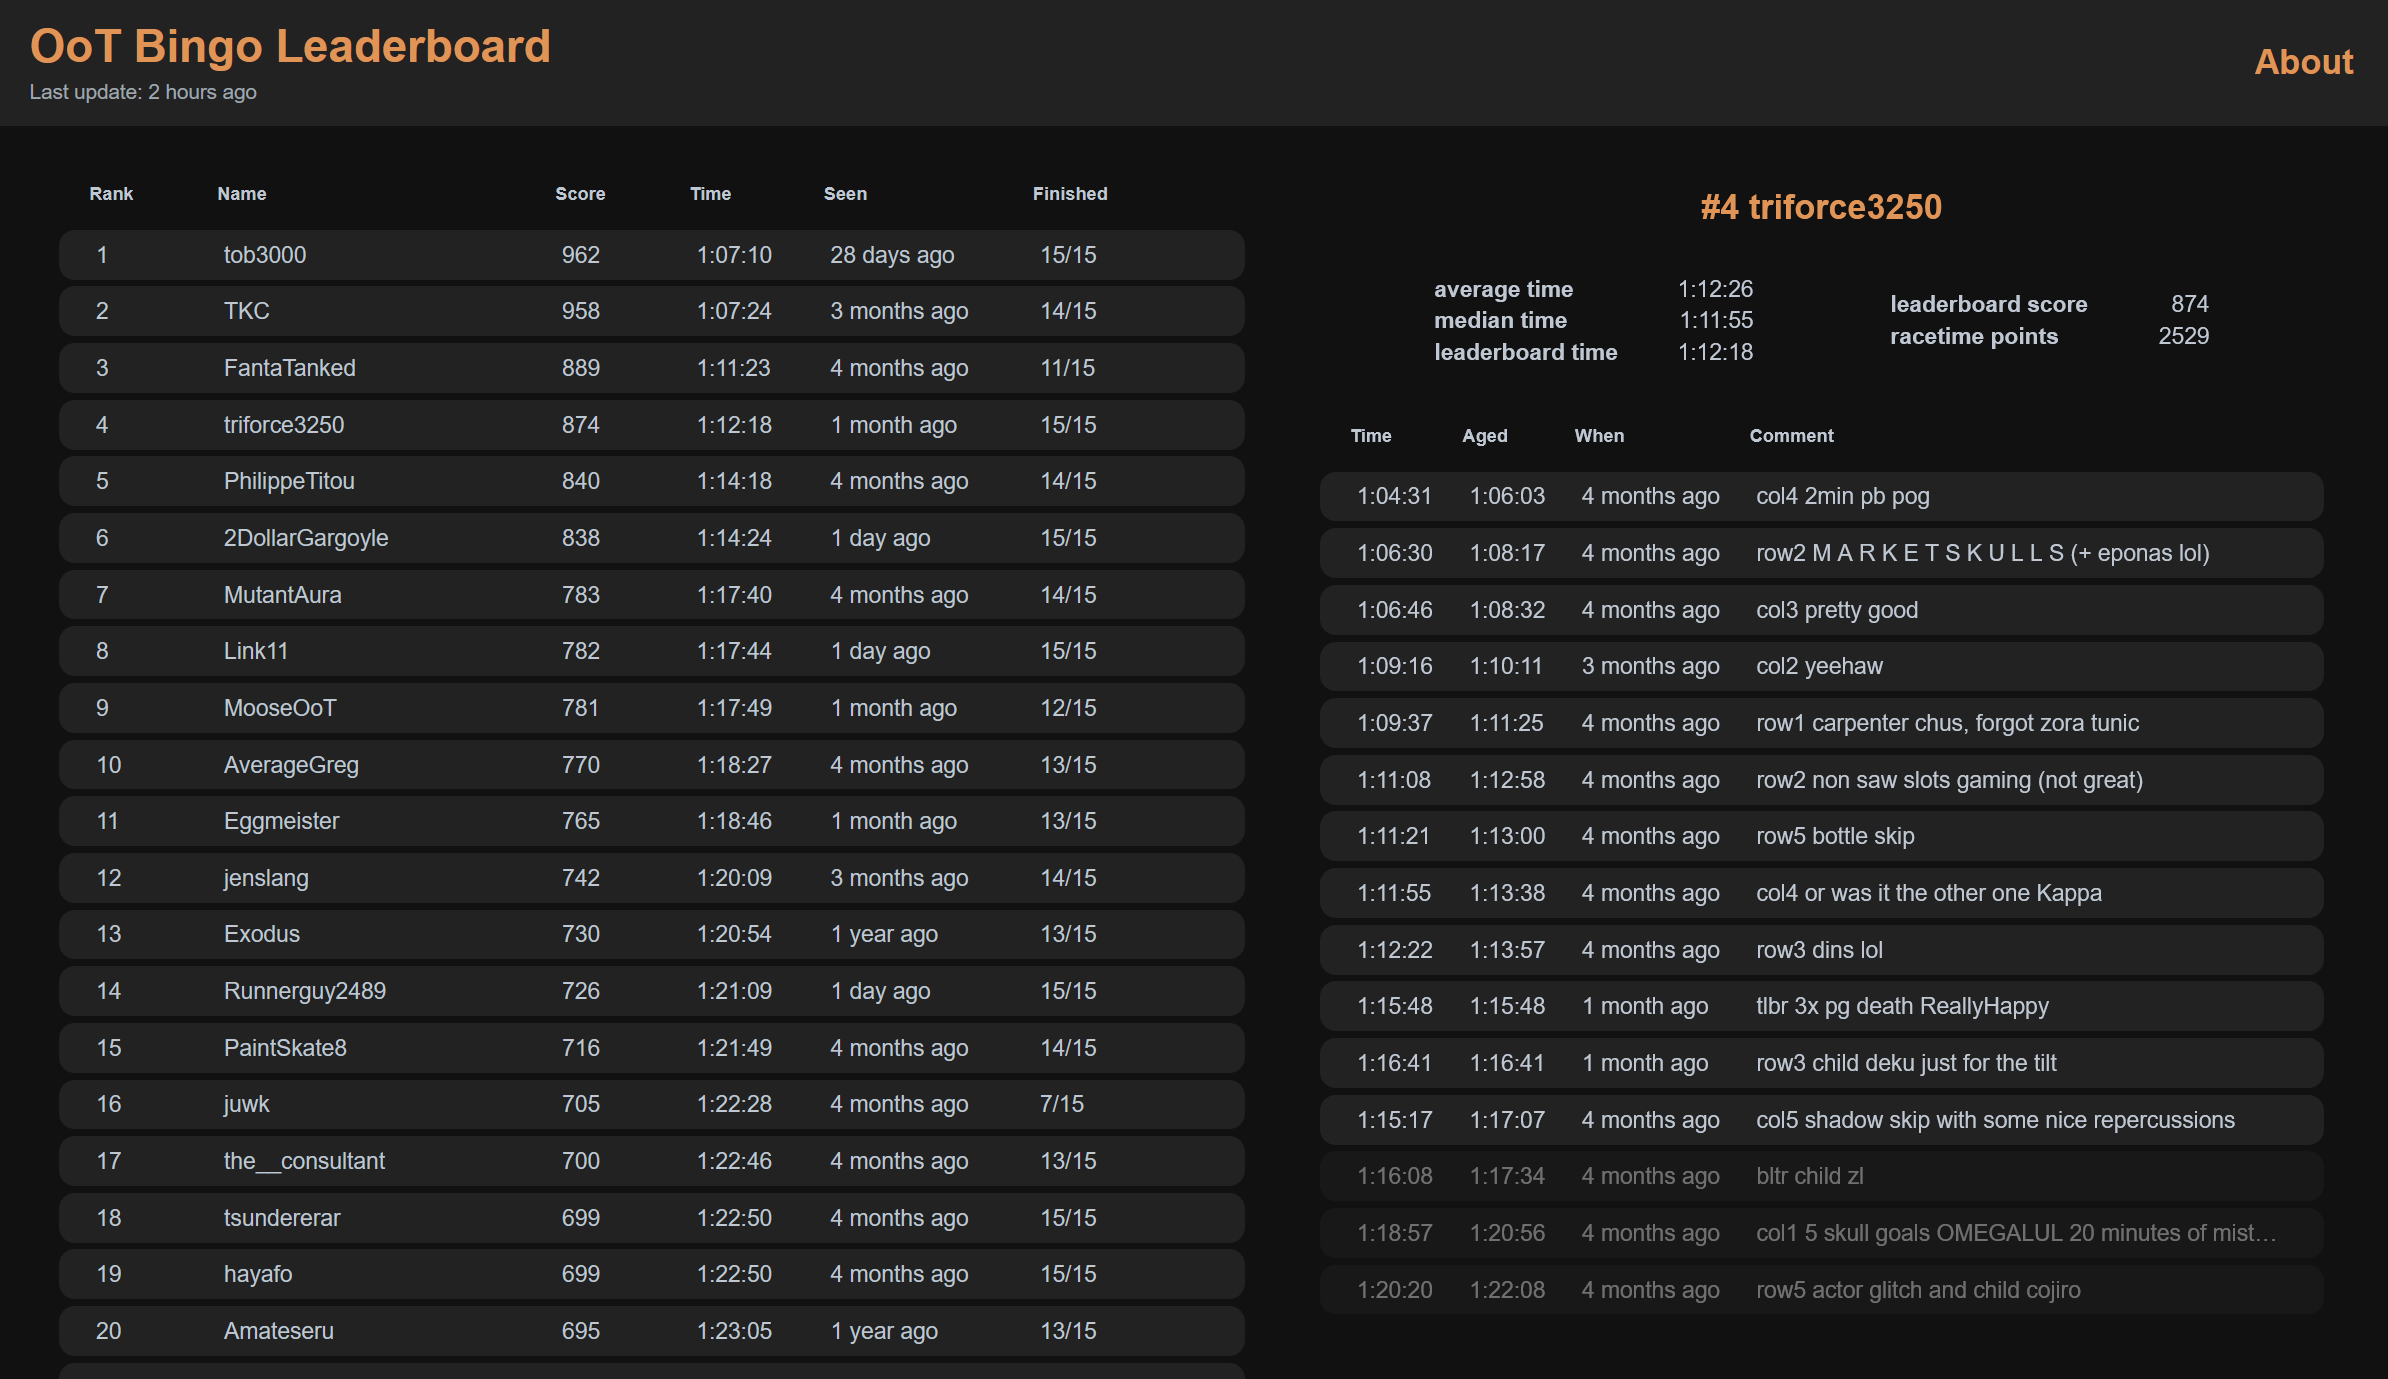 OoT Bingo Leaderboard
Last update: 2 hours ago
About
Rank Name Score Time Seen Finished
1 tob3000 962 1:07:10 28 days ago 15/15
2 TKC 958 1:07:24 3 months ago 14/15
3 FantaTanked 889 1:11:23 4 months ago 11/15
4 triforce3250 874 1:12:18 1 month ago 15/15
5 PhilippeTitou 840 1:14:18 4 months ago 14/15
6 2DollarGargoyle 838 1:14:24 1 day ago 15/15
7 MutantAura 783 1:17:40 4 months ago 14/15
8 Link11 782 1:17:44 1 day ago 15/15
9 MooseOoT 781 1:17:49 1 month ago 12/15
10 AverageGreg 770 1:18:27 4 months ago 13/15
11 Eggmeister 765 1:18:46 1 month ago 13/15
12 jenslang 742 1:20:09 3 months ago 14/15
13 Exodus 730 1:20:54 1 year ago 13/15
14 Runnerguy2489 726 1:21:09 1 day ago 15/15
15 PaintSkate8 716 1:21:49 4 months ago 14/15
16 juwk 705 1:22:28 4 months ago 7/15
17 the__consultant 700 1:22:46 4 months ago 13/15
18 tsundererar 699 1:22:50 4 months ago 15/15
19 hayafo 699 1:22:50 4 months ago 15/15
20 Amateseru 695 1:23:05 1 year ago 13/15
#4 triforce3250
average time 1:12:26
median time 1:11:55
leaderboard time 1:12:18
leaderboard score 874
racetime points 2529
Time Aged When Comment
1:04:31 1:06:03 4 months ago col4 2min pb pog
1:06:30 1:08:17 4 months ago row2 M A R K E T S K U L L S (+ eponas lol)
1:06:46 1:08:32 4 months ago col3 pretty good
1:09:16 1:10:11 3 months ago col2 yeehaw
1:09:37 1:11:25 4 months ago row1 carpenter chus, forgot zora tunic
1:11:08 1:12:58 4 months ago row2 non saw slots gaming (not great)
1:11:21 1:13:00 4 months ago row5 bottle skip
1:11:55 1:13:38 4 months ago col4 or was it the other one Kappa
1:12:22 1:13:57 4 months ago row3 dins lol
1:15:48 1:15:48 1 month ago tlbr 3x pg death ReallyHappy
1:16:41 1:16:41 1 month ago row3 child deku just for the tilt
1:15:17 1:17:07 4 months ago col5 shadow skip with some nice repercussions
1:16:08 1:17:34 4 months ago bltr child zl
1:18:57 1:20:56 4 months ago col1 5 skull goals OMEGALUL 20 minutes of mist…
1:20:20 1:22:08 4 months ago row5 actor glitch and child cojiro